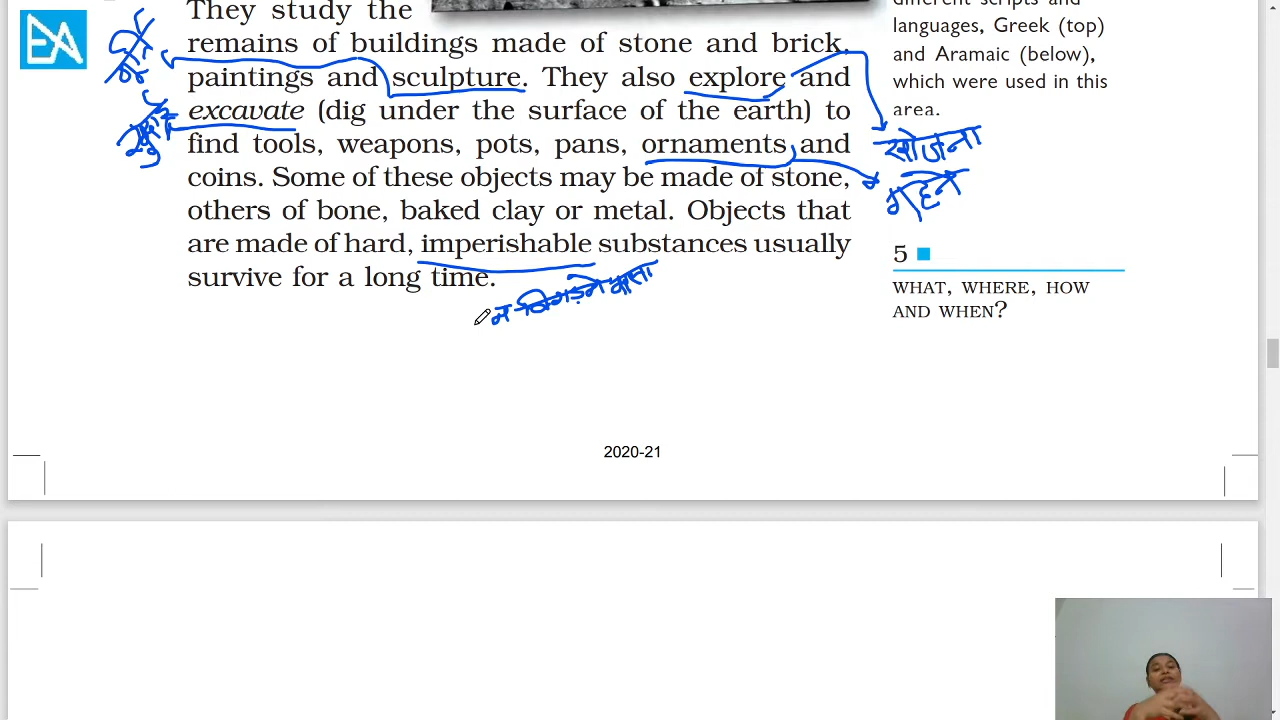 They study the
remains of buildings made of stone and brick,
paintings and sculpture. They also explore and
excavate (dig under the surface of the earth) to
find tools, weapons, pots, pans, ornaments, and
coins. Some of these objects may be made of stone,
others of bone, baked clay or metal. Objects that
are made of hard, imperishable substances usually
survive for a long time.
न बिगड़ने वाला
different scripts and
languages, Greek (top)
and Aramaic (below),
which were used in this
area.
खोजना
गहने
5
WHAT, WHERE, HOW
AND WHEN?
2020-21
EA